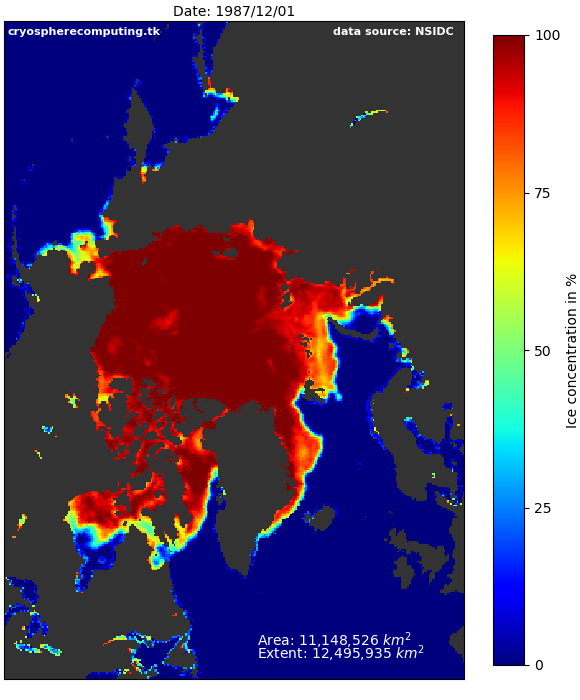 Date: 1987/12/01
cryospherecomputing.tk
data source: NSIDC
100
75
50
25
0
Ice concentration in %
Area: 11,148,526 km²
Extent: 12,495,935 km²